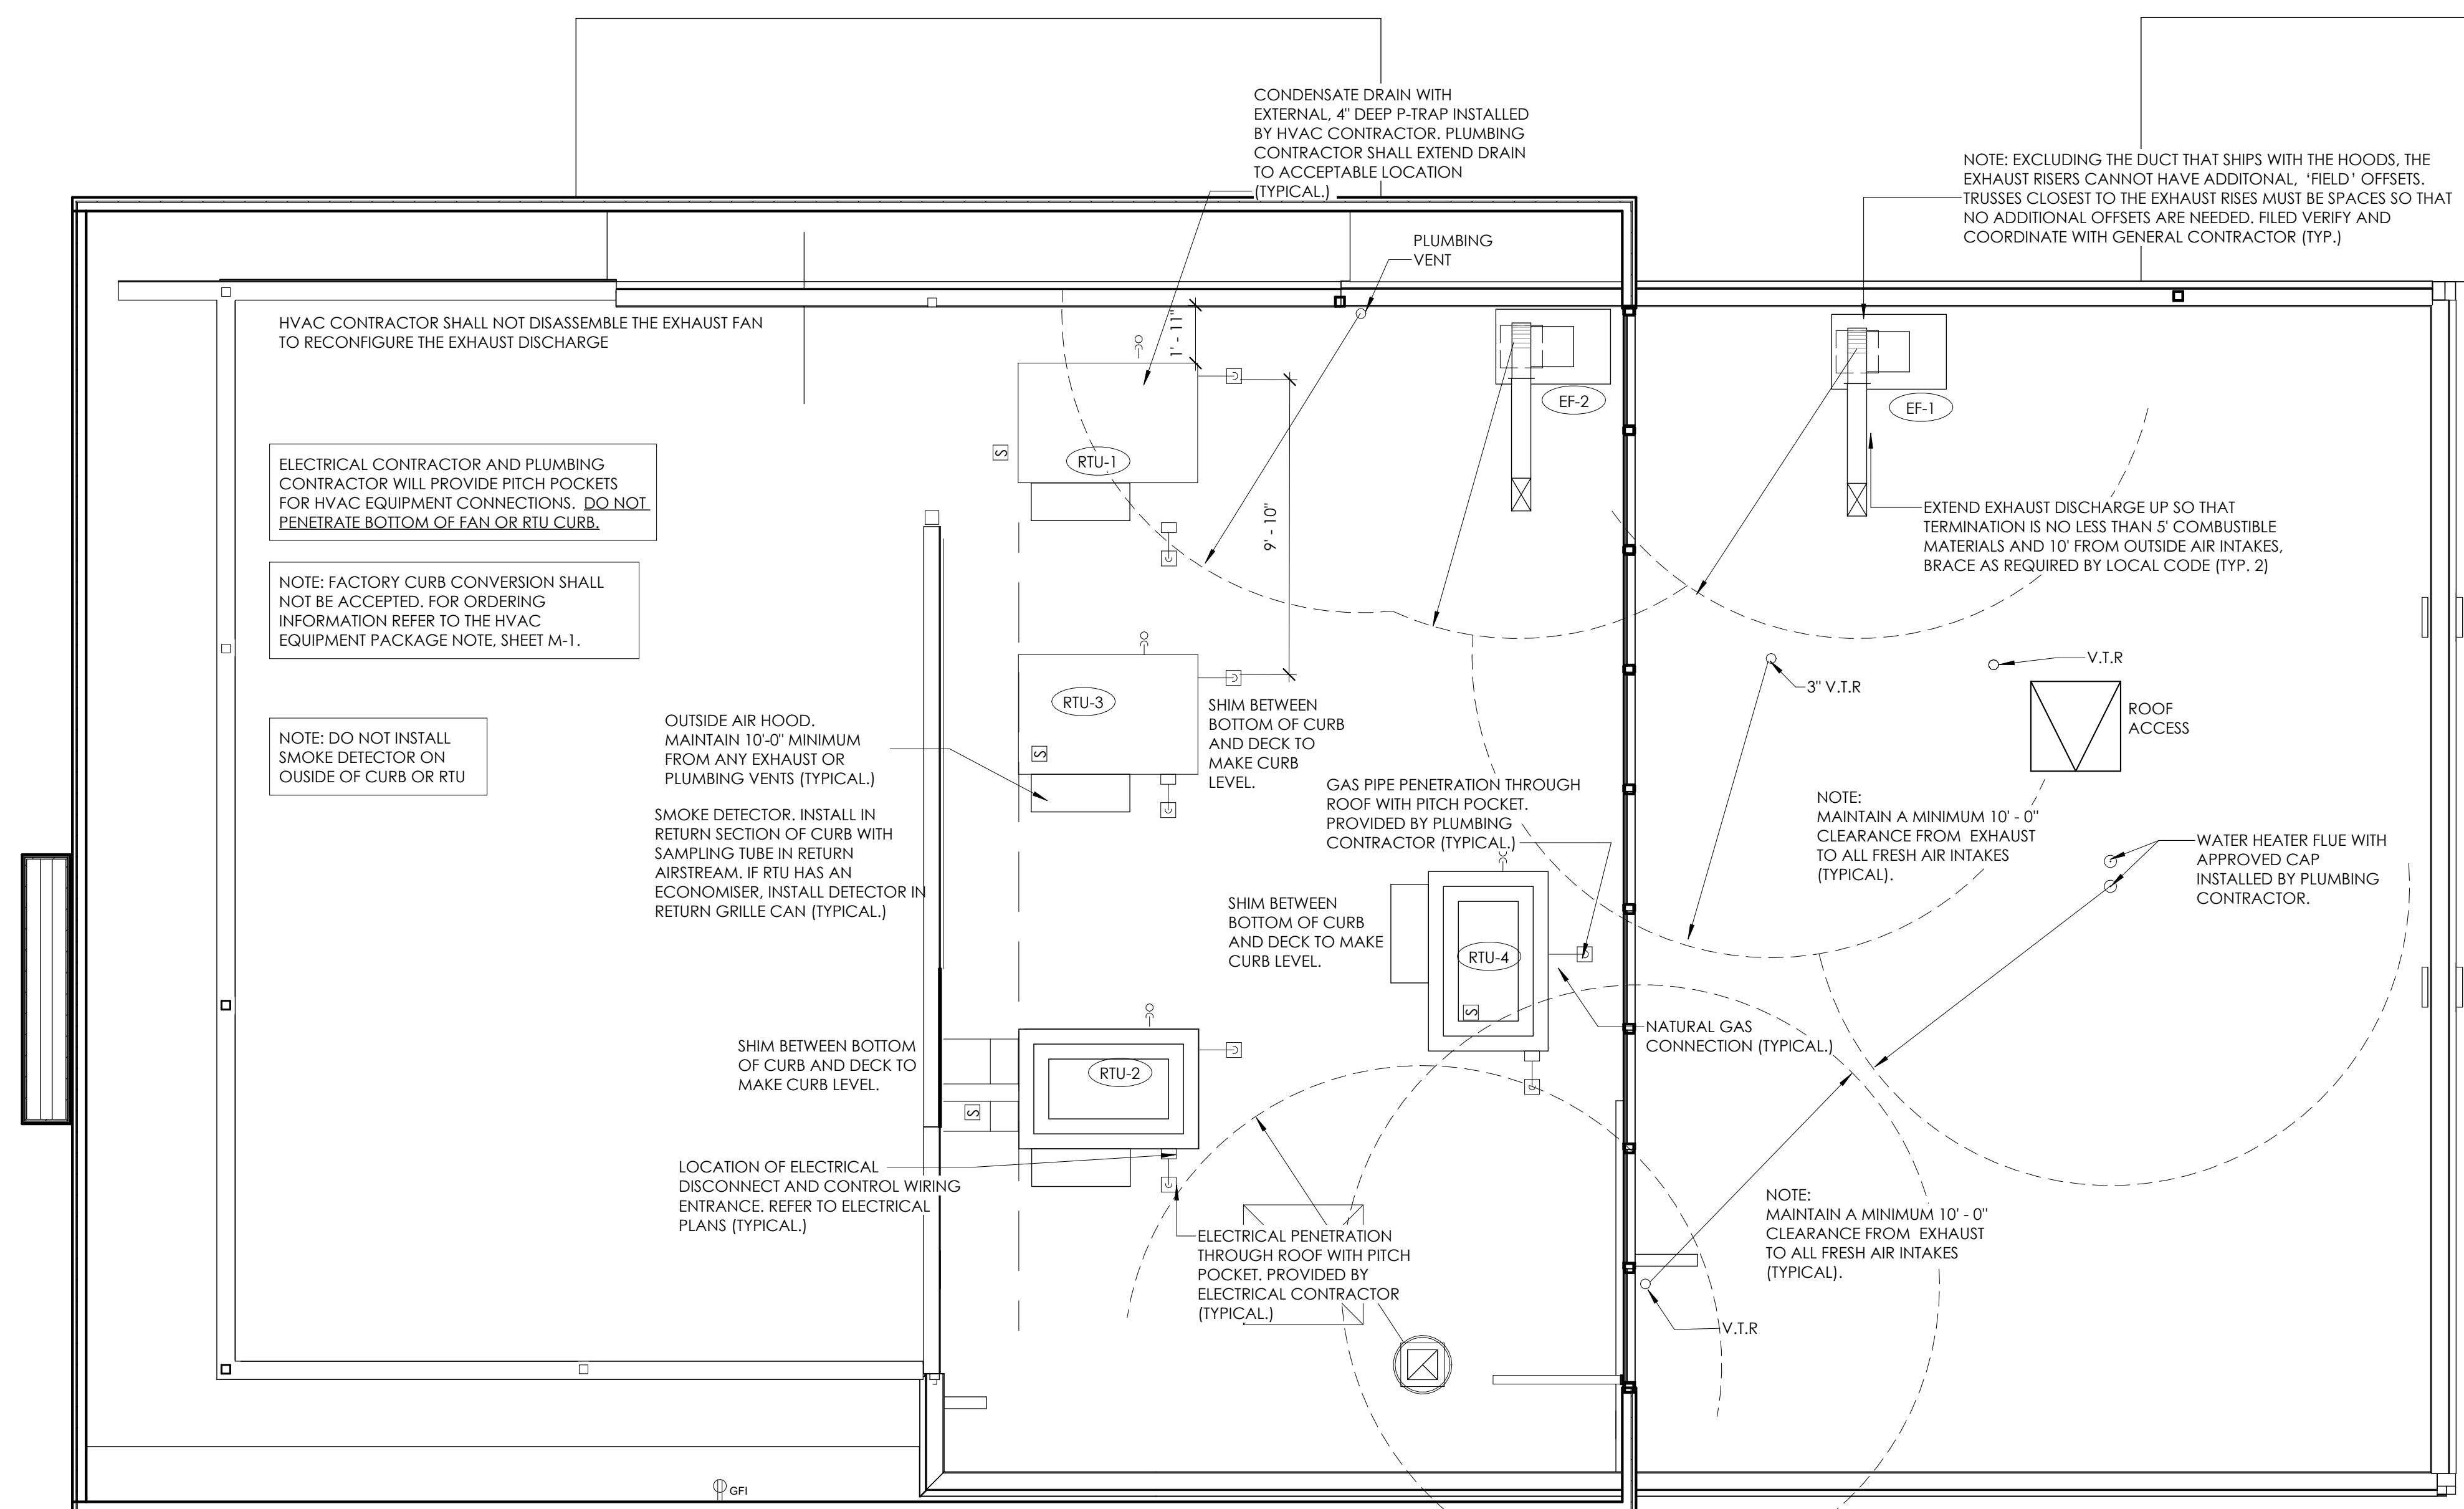 CONDENSATE DRAIN WITH
EXTERNAL, 4" DEEP P-TRAP INSTALLED
BY HVAC CONTRACTOR. PLUMBING
CONTRACTOR SHALL EXTEND DRAIN
TO ACCEPTABLE LOCATION
(TYPICAL.)
NOTE: EXCLUDING THE DUCT THAT SHIPS WITH THE HOODS, THE
EXHAUST RISERS CANNOT HAVE ADDITONAL, 'FIELD' OFFSETS.
TRUSSES CLOSEST TO THE EXHAUST RISES MUST BE SPACES SO THAT
NO ADDITIONAL OFFSETS ARE NEEDED. FILED VERIFY AND
COORDINATE WITH GENERAL CONTRACTOR (TYP.)
PLUMBING
VENT
HVAC CONTRACTOR SHALL NOT DISASSEMBLE THE EXHAUST FAN
TO RECONFIGURE THE EXHAUST DISCHARGE
1' - 11"
EF-2
EF-1
S
RTU-1
ELECTRICAL CONTRACTOR AND PLUMBING
CONTRACTOR WILL PROVIDE PITCH POCKETS
FOR HVAC EQUIPMENT CONNECTIONS. DO NOT
PENETRATE BOTTOM OF FAN OR RTU CURB.
9' - 10"
EXTEND EXHAUST DISCHARGE UP SO THAT
TERMINATION IS NO LESS THAN 5' COMBUSTIBLE
MATERIALS AND 10' FROM OUTSIDE AIR INTAKES,
BRACE AS REQUIRED BY LOCAL CODE (TYP. 2)
NOTE: FACTORY CURB CONVERSION SHALL
NOT BE ACCEPTED. FOR ORDERING
INFORMATION REFER TO THE HVAC
EQUIPMENT PACKAGE NOTE, SHEET M-1.
V.T.R
3" V.T.R
RTU-3
S
SHIM BETWEEN
BOTTOM OF CURB
AND DECK TO
MAKE CURB
LEVEL.
ROOF
ACCESS
OUTSIDE AIR HOOD.
MAINTAIN 10'-0" MINIMUM
FROM ANY EXHAUST OR
PLUMBING VENTS (TYPICAL.)
NOTE: DO NOT INSTALL
SMOKE DETECTOR ON
OUSIDE OF CURB OR RTU
GAS PIPE PENETRATION THROUGH
ROOF WITH PITCH POCKET.
PROVIDED BY PLUMBING
CONTRACTOR (TYPICAL.)
NOTE:
MAINTAIN A MINIMUM 10' - 0"
CLEARANCE FROM EXHAUST
TO ALL FRESH AIR INTAKES
(TYPICAL).
SMOKE DETECTOR. INSTALL IN
RETURN SECTION OF CURB WITH
SAMPLING TUBE IN RETURN
AIRSTREAM. IF RTU HAS AN
ECONOMISER, INSTALL DETECTOR IN
RETURN GRILLE CAN (TYPICAL.)
WATER HEATER FLUE WITH
APPROVED CAP
INSTALLED BY PLUMBING
CONTRACTOR.
SHIM BETWEEN
BOTTOM OF CURB
AND DECK TO MAKE
CURB LEVEL.
RTU-4
S
NATURAL GAS
CONNECTION (TYPICAL.)
SHIM BETWEEN BOTTOM
OF CURB AND DECK TO
MAKE CURB LEVEL.
RTU-2
S
LOCATION OF ELECTRICAL
DISCONNECT AND CONTROL WIRING
ENTRANCE. REFER TO ELECTRICAL
PLANS (TYPICAL.)
ELECTRICAL PENETRATION
THROUGH ROOF WITH PITCH
POCKET. PROVIDED BY
ELECTRICAL CONTRACTOR
(TYPICAL.)
NOTE:
MAINTAIN A MINIMUM 10' - 0"
CLEARANCE FROM EXHAUST
TO ALL FRESH AIR INTAKES
(TYPICAL).
V.T.R
GFI